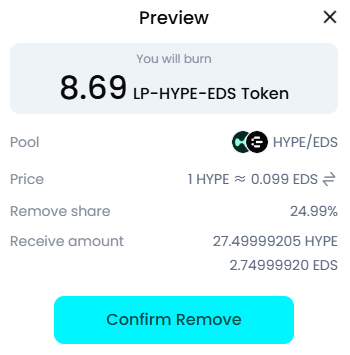 Preview
You will burn
8.69 LP-HYPE-EDS Token
Pool HYPE/EDS
Price 1 HYPE ≈ 0.099 EDS
Remove share 24.99%
Receive amount 27.49999205 HYPE
2.74999920 EDS
Confirm Remove